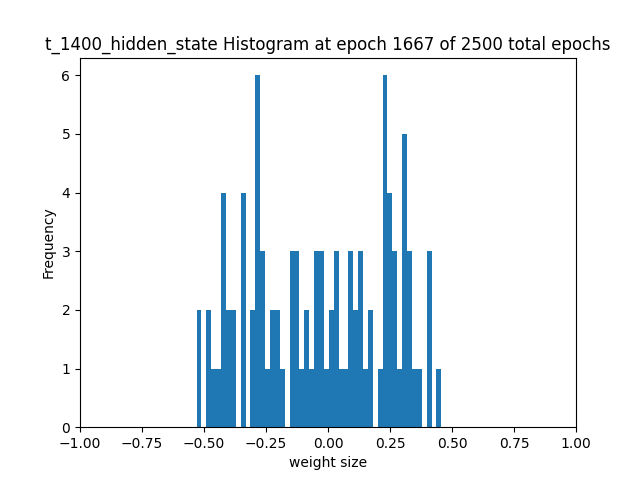 t_1400_hidden_state Histogram at epoch 1667 of 2500 total epochs
Frequency
6
5
4
3
2
1
0
−1.00 −0.75 −0.50 −0.25 0.00 0.25 0.50 0.75 1.00
weight size